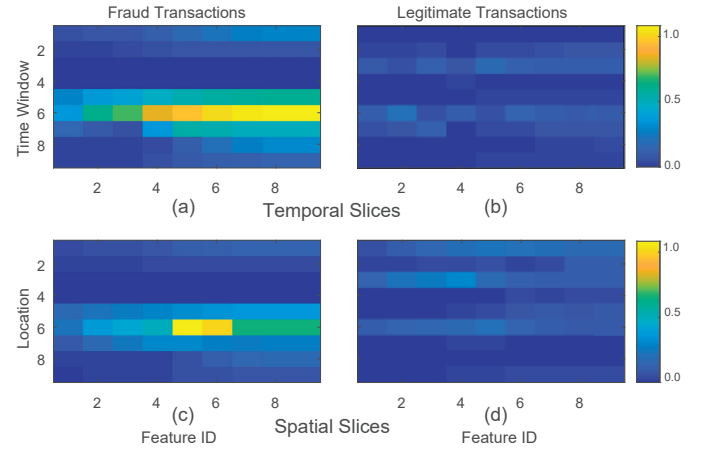 Fraud Transactions
Legitimate Transactions
Time Window
2
4
6
8
1.0
0.5
0.0
2 4 6 8
2 4 6 8
(a)
Temporal Slices
(b)
Location
2
4
6
8
1.0
0.5
0.0
2 4 6 8
2 4 6 8
(c)
Spatial Slices
(d)
Feature ID
Feature ID